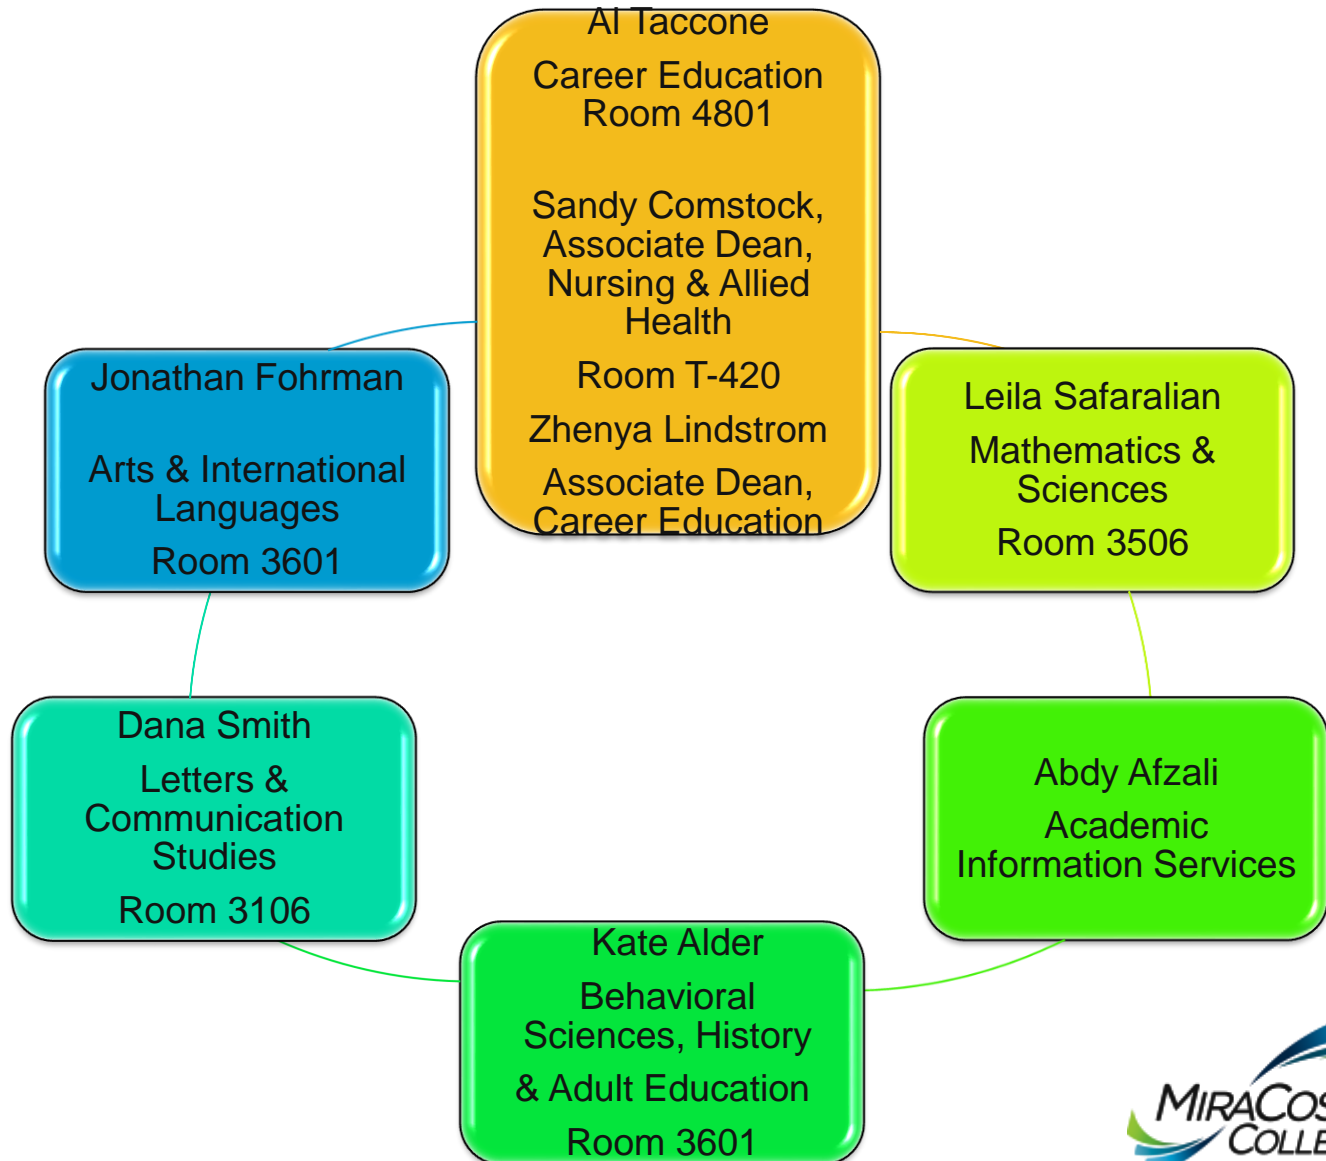 Al Taccone
Career Education
Room 4801
Sandy Comstock,
Associate Dean,
Nursing & Allied
Health
Room T-420
Zhenya Lindstrom
Associate Dean,
Career Education
Leila Safaralian
Mathematics &
Sciences
Room 3506
Abdy Afzali
Academic
Information Services
Kate Alder
Behavioral
Sciences, History
& Adult Education
Room 3601
Dana Smith
Letters &
Communication
Studies
Room 3106
Jonathan Fohrman
Arts & International
Languages
Room 3601
MIRACOS
COLLE